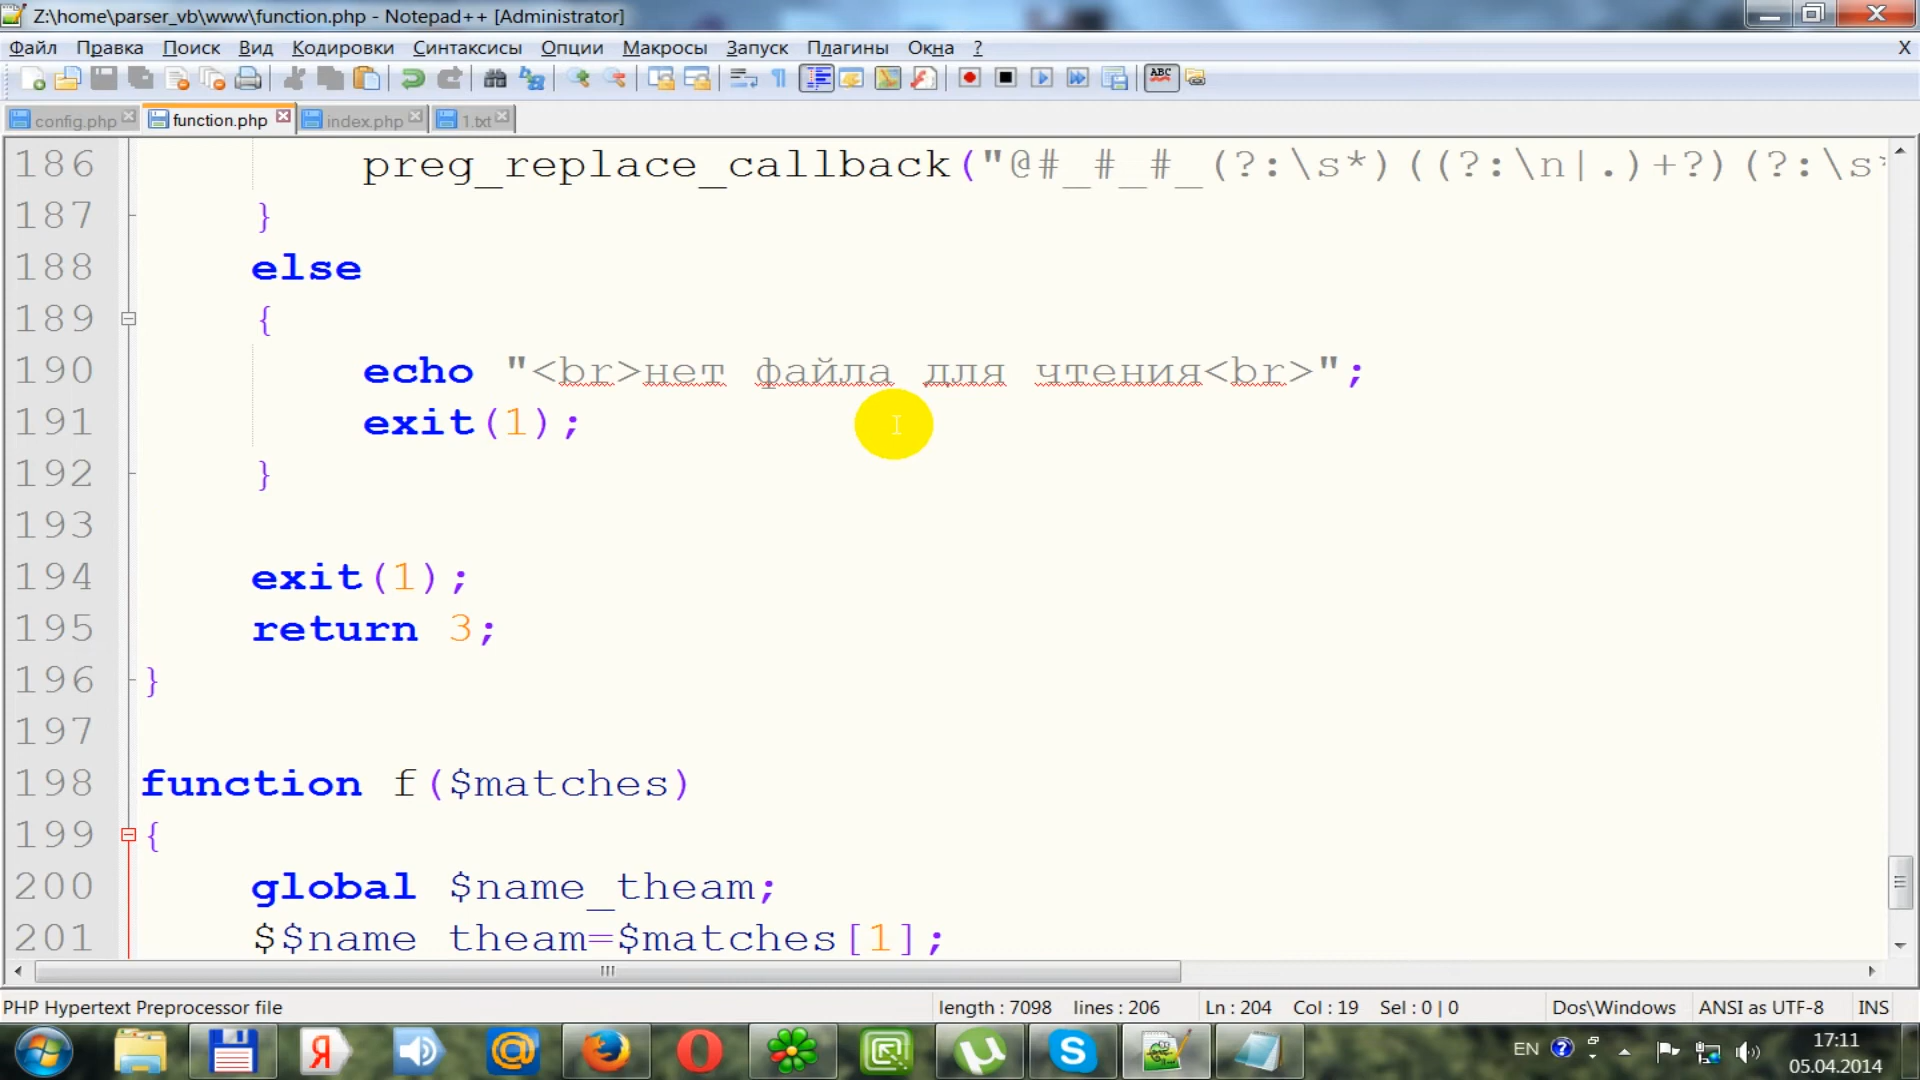 Z:\home\parser_vb\www\function.php - Notepad++ [Administrator]
Файл Правка Поиск Вид Кодировки Синтаксисы Опции Макросы Запуск Плагины Окна ? X
ABC
config.php function.php index.php 1.txt
186 preg_replace_callback("@#_#_#_(?:\s*)((?:\n|.)+?)(?:\s*
187 }
188 else
189 {
190 echo "<br>нет файла для чтения<br>";
191 exit(1);
192 }
193
194 exit(1);
195 return 3;
196 }
197
198 function f($matches)
199 {
200 global $name_theam;
201 $$name_theam=$matches[1];
PHP Hypertext Preprocessor file length : 7098 lines : 206 Ln : 204 Col : 19 Sel : 0 | 0 Dos\Windows ANSI as UTF-8 INS
EN 17:11
05.04.2014